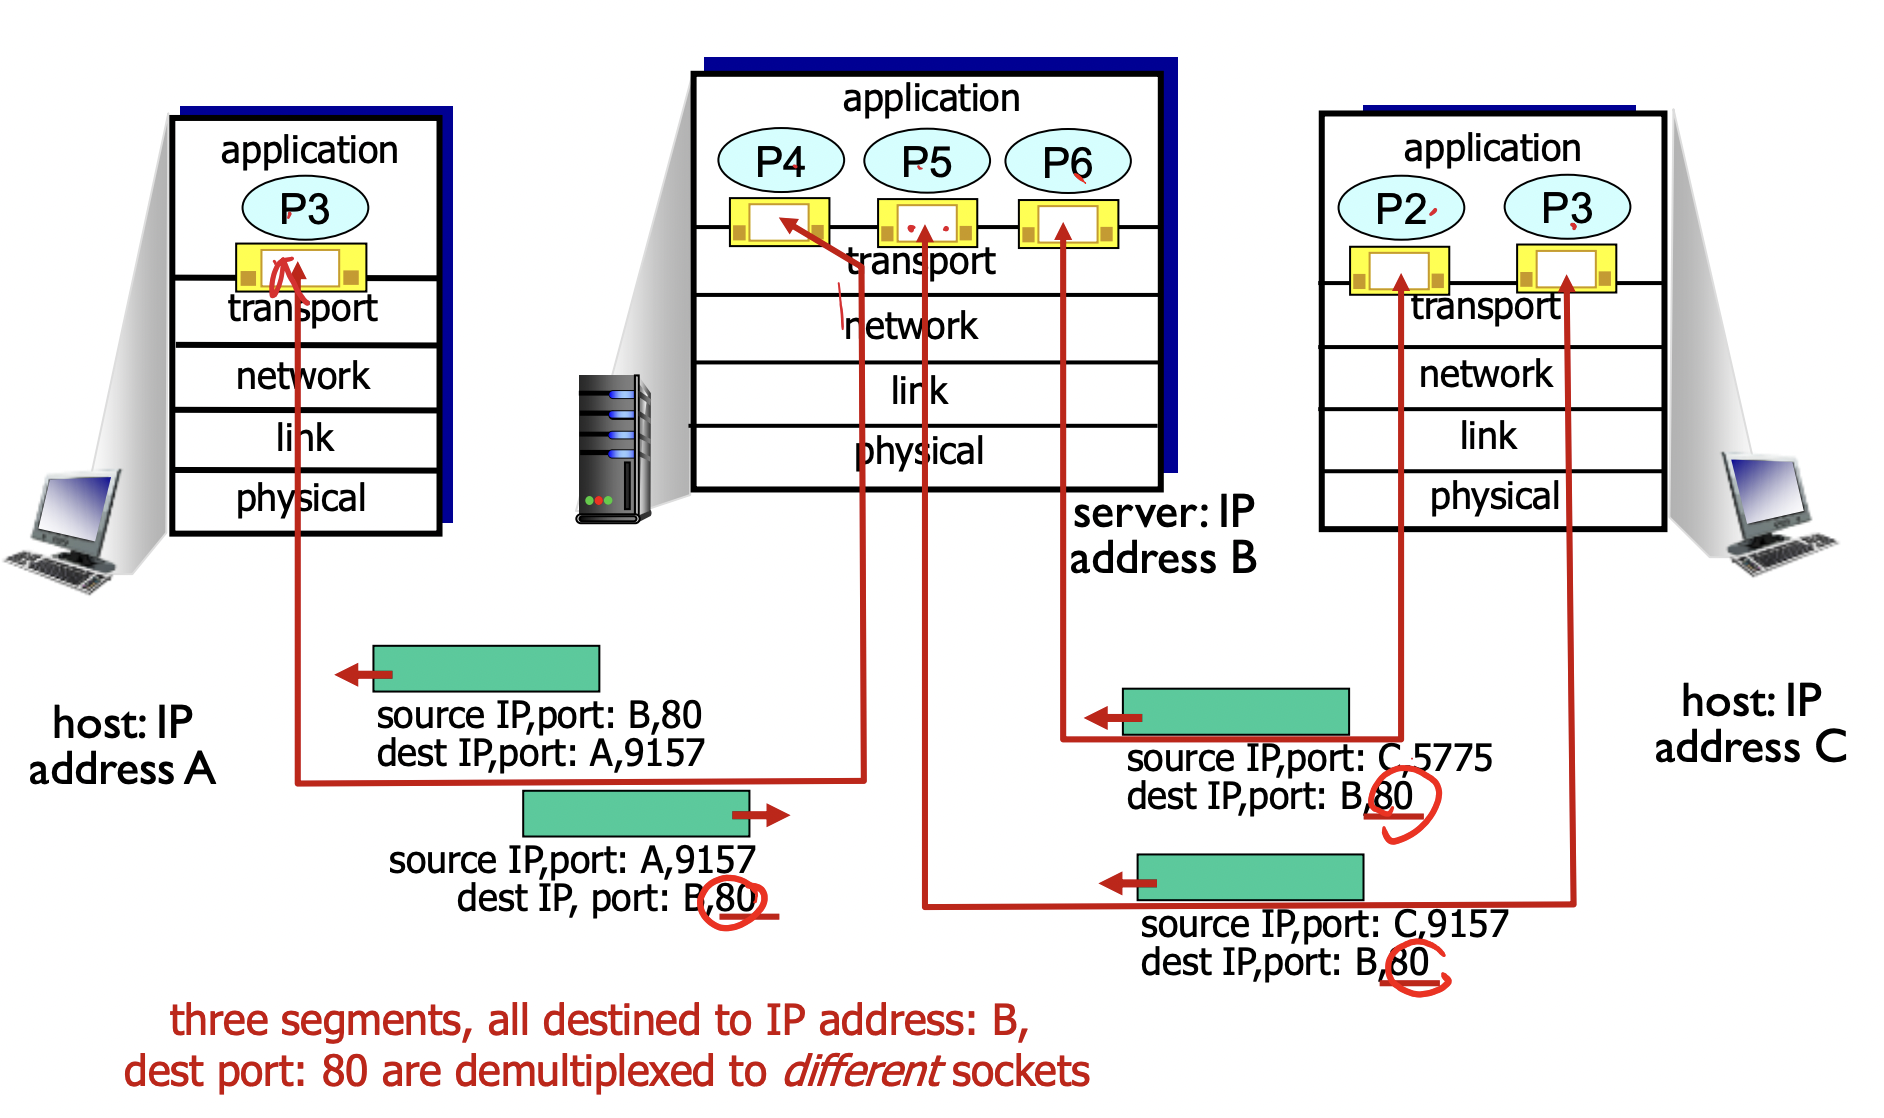 application
P3
transport
network
link
physical
host: IP
address A
application
P4 P5 P6
transport
network
link
physical
server: IP
address B
application
P2 P3
transport
network
link
physical
host: IP
address C
source IP,port: B,80
dest IP,port: A,9157
source IP,port: A,9157
dest IP, port: B,80
source IP,port: C,5775
dest IP,port: B,80
source IP,port: C,9157
dest IP,port: B,80
three segments, all destined to IP address: B,
dest port: 80 are demultiplexed to different sockets